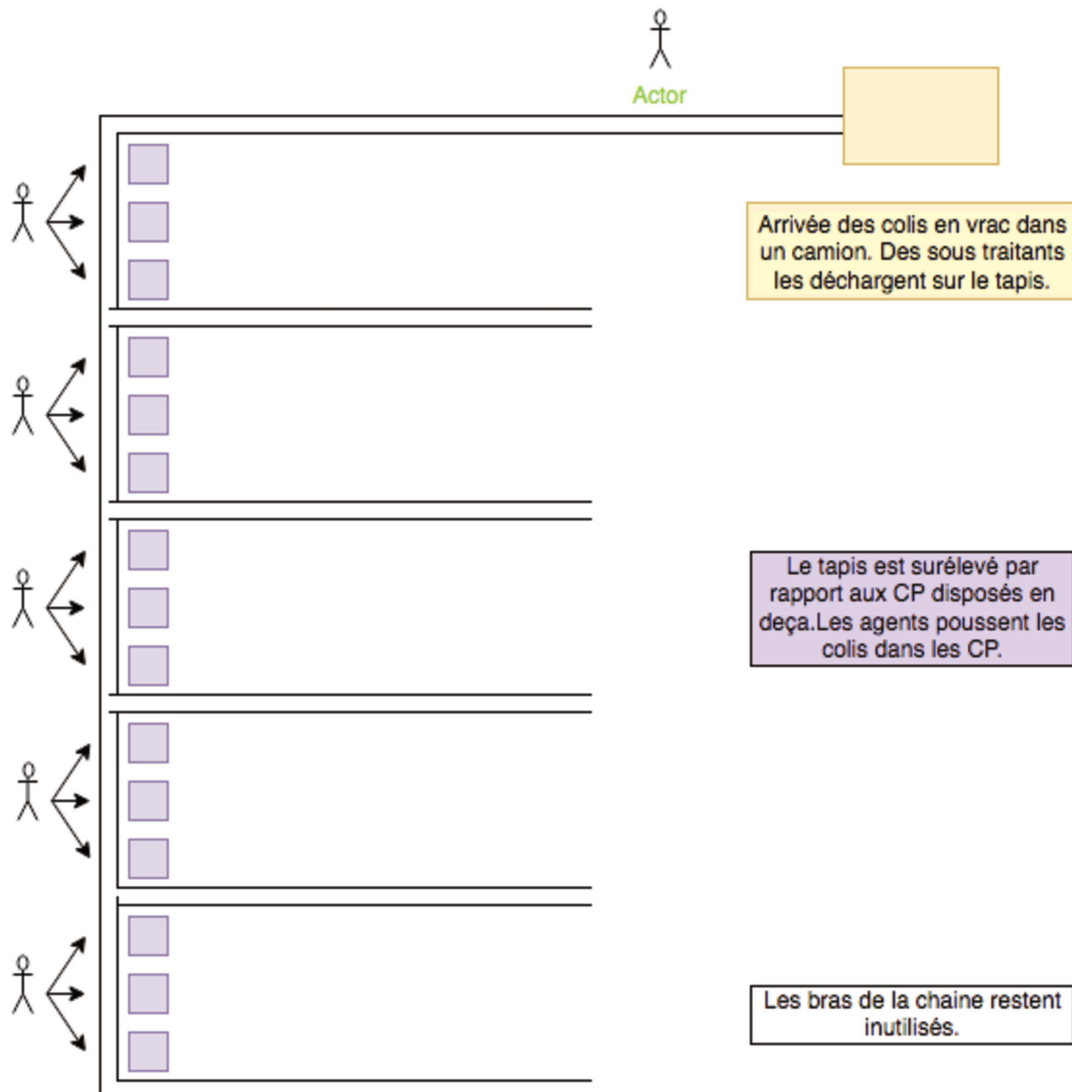 Actor
Arrivée des colis en vrac dans
un camion. Des sous traitants
les déchargent sur le tapis.
Le tapis est surélevé par
rapport aux CP disposés en
deça.Les agents poussent les
colis dans les CP.
Les bras de la chaine restent
inutilisés.